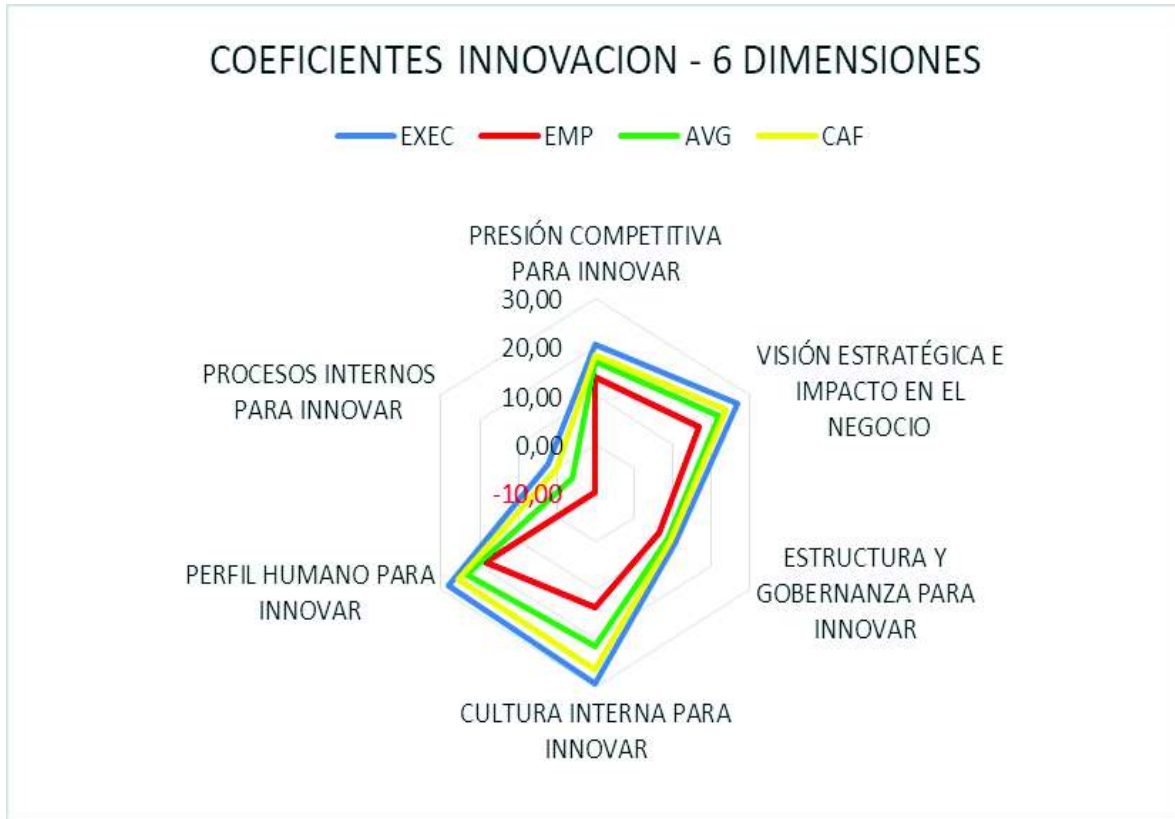 COEFICIENTES INNOVACION - 6 DIMENSIONES
EXEC EMP AVG CAF
PRESIÓN COMPETITIVA
PARA INNOVAR
30,00
20,00
10,00
0,00
-10,00
VISIÓN ESTRATÉGICA E
IMPACTO EN EL
NEGOCIO
ESTRUCTURA Y
GOBERNANZA PARA
INNOVAR
CULTURA INTERNA PARA
INNOVAR
PERFIL HUMANO PARA
INNOVAR
PROCESOS INTERNOS
PARA INNOVAR